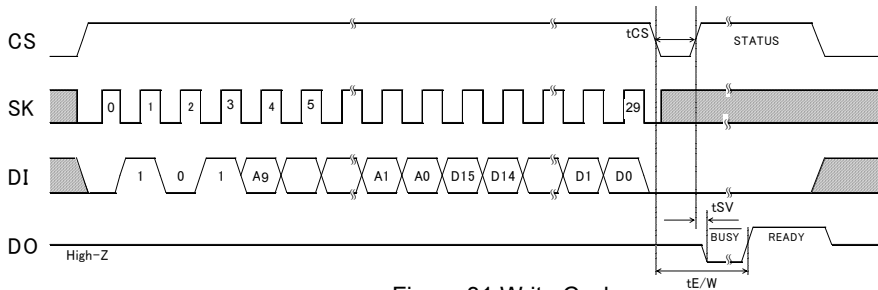 CS tCS STATUS
SK 0 1 2 3 4 5 29
DI 1 0 1 A9 A1 A0 D15 D14 D1 D0
tSV
DO High-Z BUSY READY
tE/W